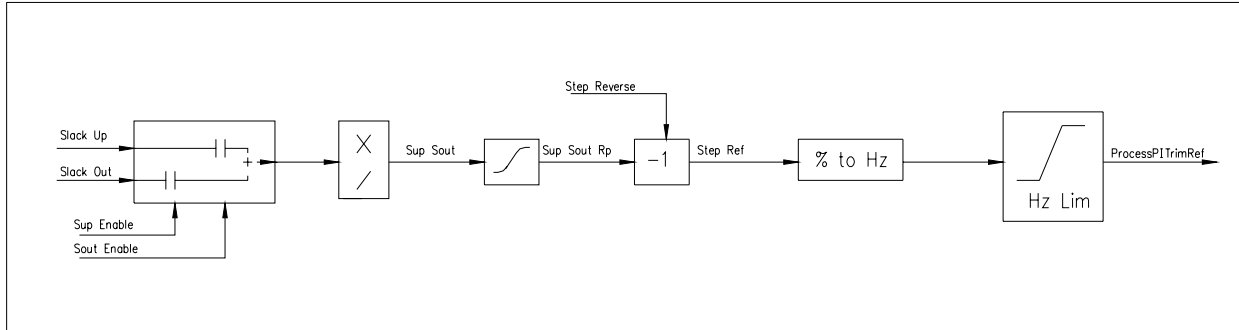 Step Reverse
Slack Up
Slack Out
+
X
/
Sup Sout
Sup Sout Rp
-1
Step Ref
% to Hz
Hz Lim
ProcessPITrimRef
Sup Enable
Sout Enable